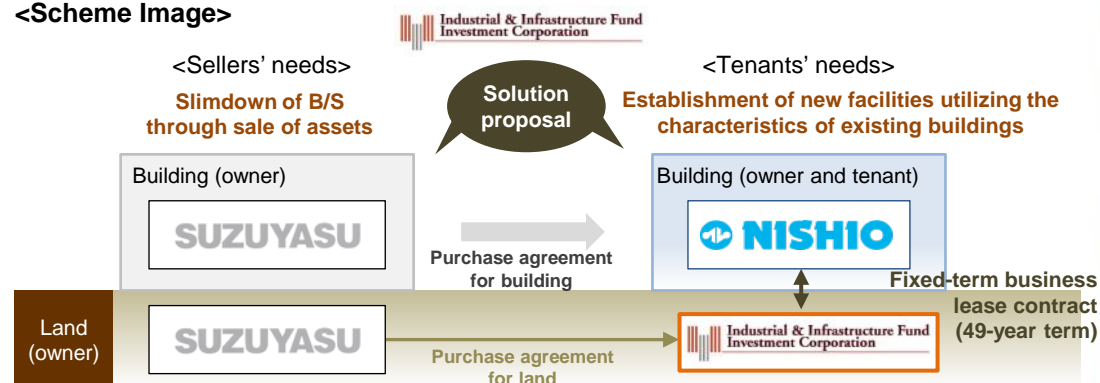 <Scheme Image>
Industrial & Infrastructure Fund
Investment Corporation
<Sellers' needs>
Slimdown of B/S
through sale of assets
Solution
proposal
<Tenants' needs>
Establishment of new facilities utilizing the
characteristics of existing buildings
Building (owner)
SUZUYASU
Purchase agreement
for building
Building (owner and tenant)
NISHIO
Fixed-term business
lease contract
(49-year term)
Land
(owner)
SUZUYASU
Purchase agreement
for land
Industrial & Infrastructure Fund
Investment Corporation